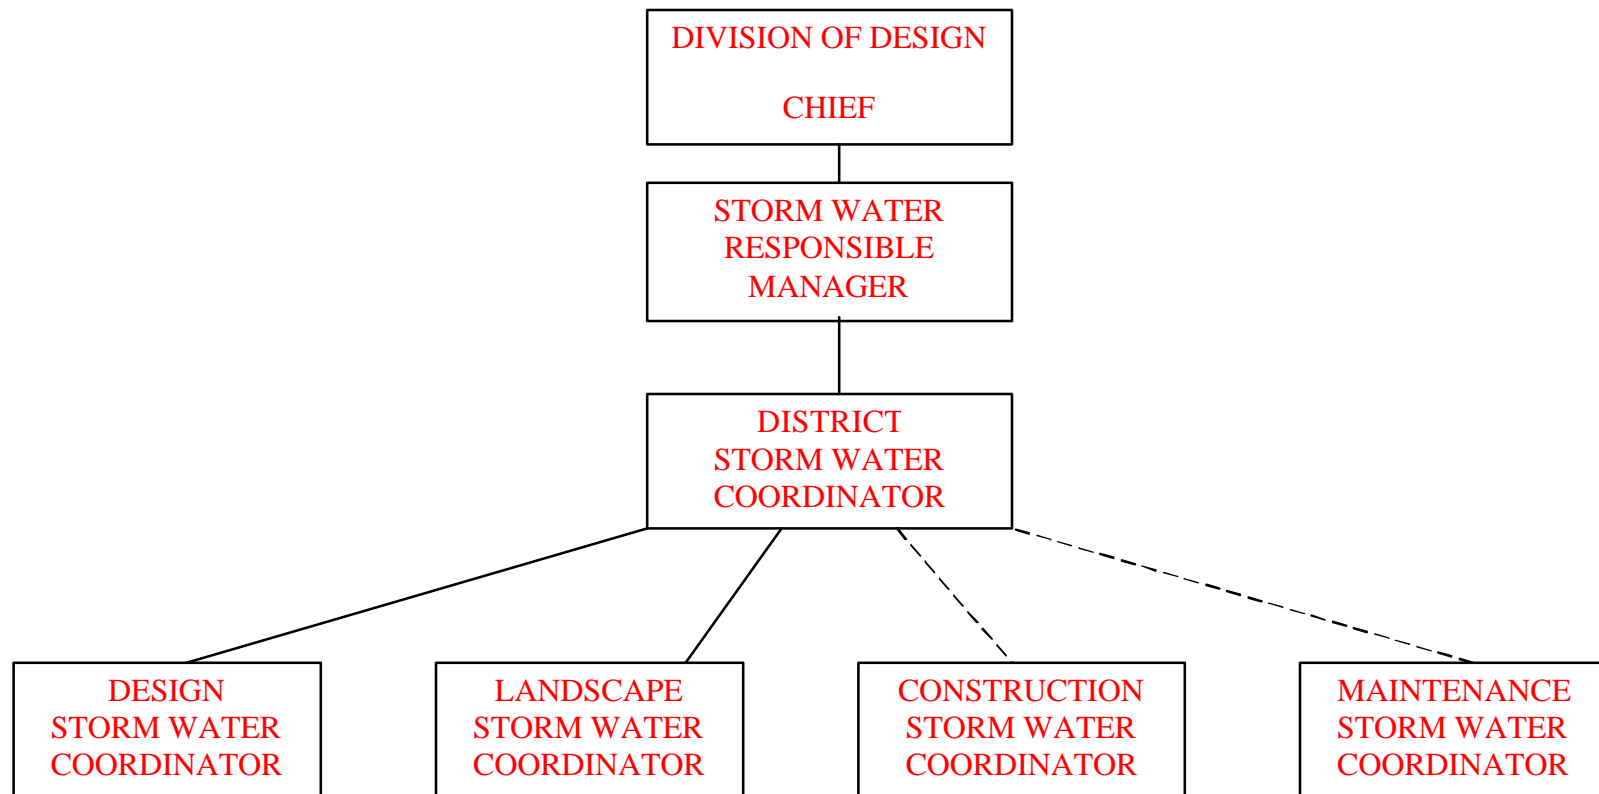 DIVISION OF DESIGN
CHIEF
STORM WATER
RESPONSIBLE
MANAGER
DISTRICT
STORM WATER
COORDINATOR
DESIGN
STORM WATER
COORDINATOR
LANDSCAPE
STORM WATER
COORDINATOR
CONSTRUCTION
STORM WATER
COORDINATOR
MAINTENANCE
STORM WATER
COORDINATOR